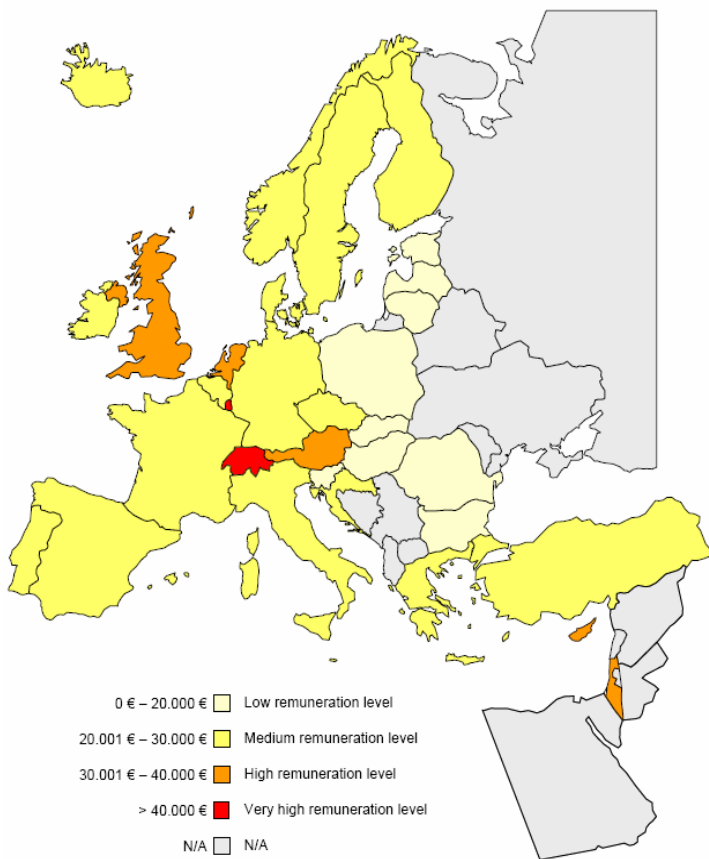 0 € – 20.000 € Low remuneration level
20.001 € – 30.000 € Medium remuneration level
30.001 € – 40.000 € High remuneration level
> 40.000 € Very high remuneration level
N/A N/A